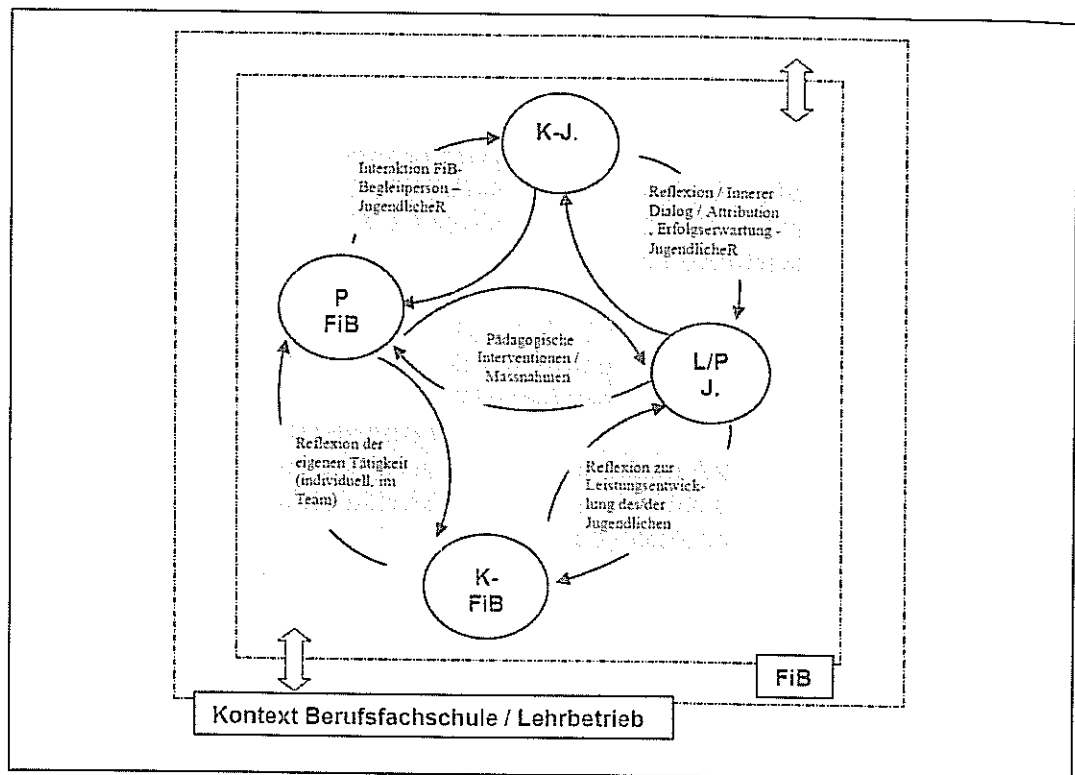 K-J.
Interaktion FiB-
Begleitperson –
JugendlicheR
Reflexion / Innerer
Dialog / Attribution
, Erfolgserwartung -
JugendlicheR
P
FiB
Pädagogische
Interventionen /
Massnahmen
L/P
J.
Reflexion der
eigenen Tätigkeit
(individuell, im
Team)
Reflexion zur
Leistungsentwick-
lung des/der
Jugendlichen
K-
FiB
FiB
Kontext Berufsfachschule / Lehrbetrieb